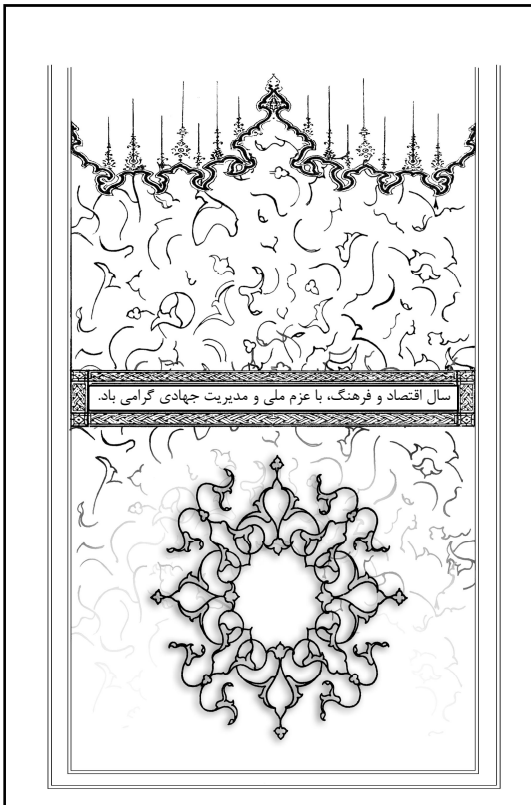 سال اقتصاد و فرهنگ، با عزم ملی و مدیریت جهادی گرامی باد.